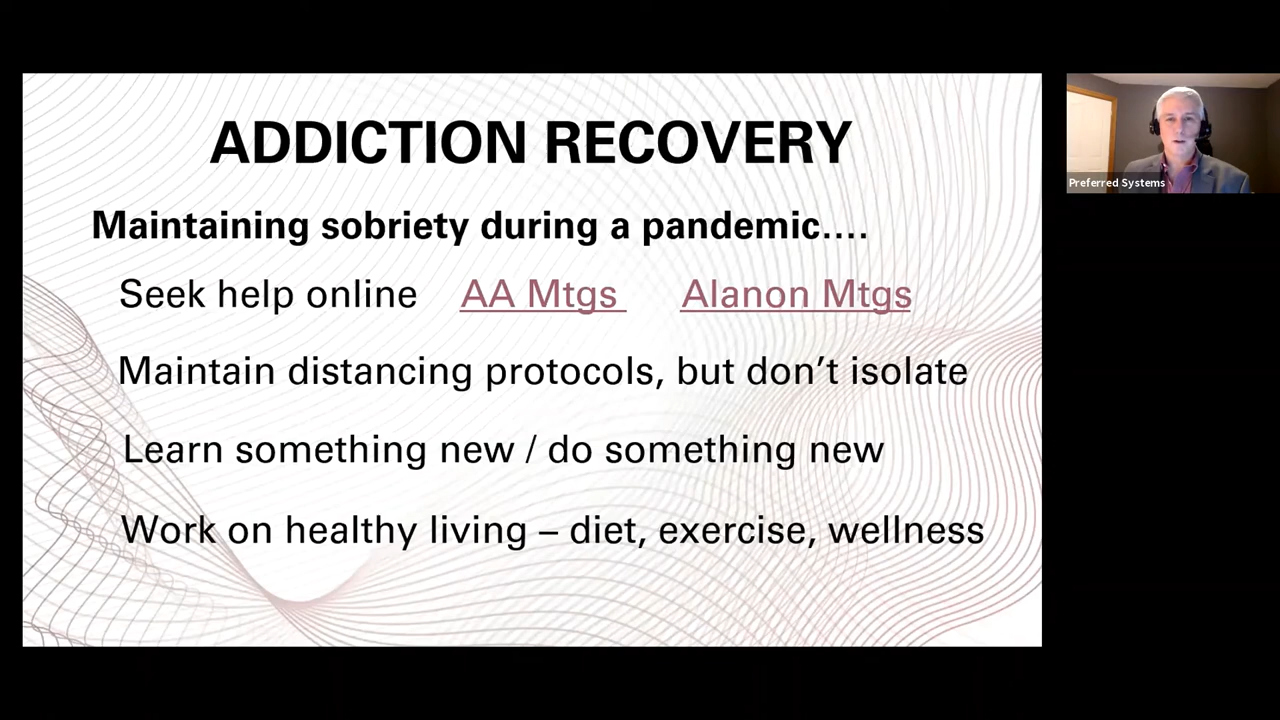 ADDICTION RECOVERY
Maintaining sobriety during a pandemic....
Seek help online AA Mtgs Alanon Mtgs
Maintain distancing protocols, but don’t isolate
Learn something new / do something new
Work on healthy living – diet, exercise, wellness
Preferred Systems